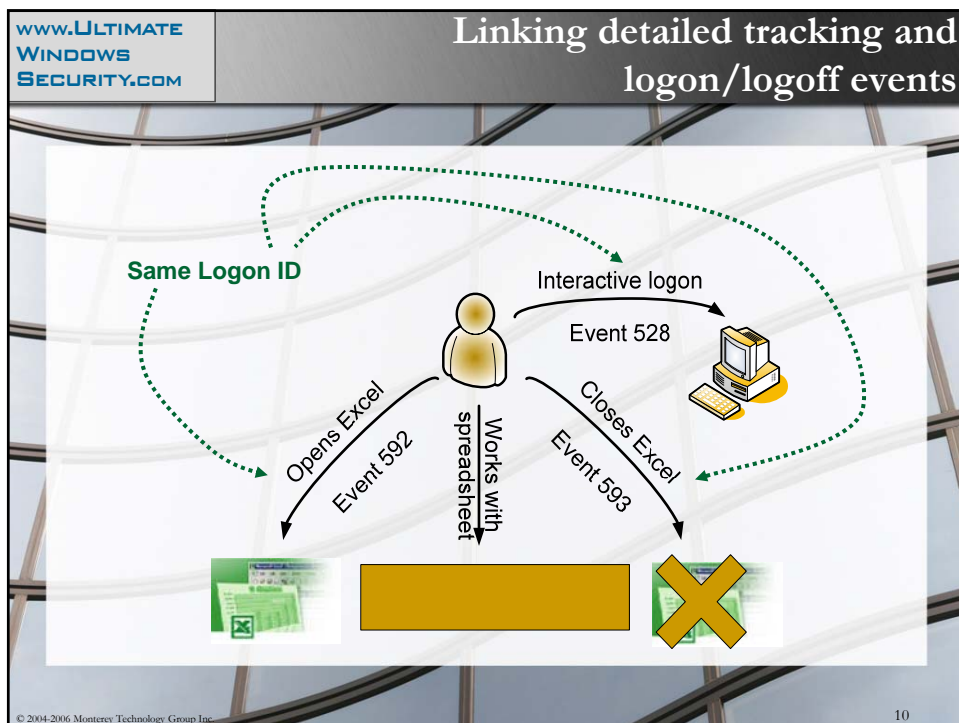 www.ULTIMATE
WINDOWS
SECURITY.COM
Linking detailed tracking and
logon/logoff events
Same Logon ID
Interactive logon
Event 528
Opens Excel
Event 592
Works with
spreadsheet
Closes Excel
Event 593
© 2004-2006 Monterey Technology Group Inc.
10